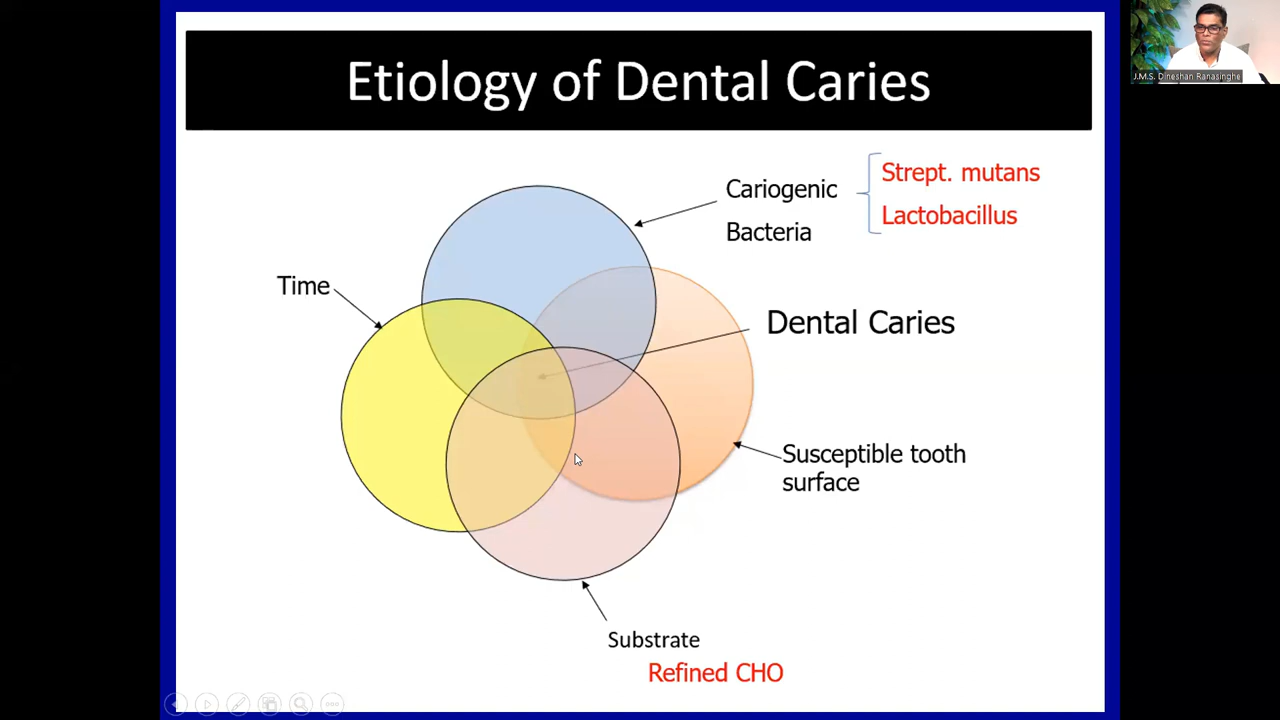 Etiology of Dental Caries
Cariogenic
Bacteria
Strept. mutans
Lactobacillus
Time
Dental Caries
Susceptible tooth
surface
Substrate
Refined CHO
J.M.S. Dineshan Ranasinghe